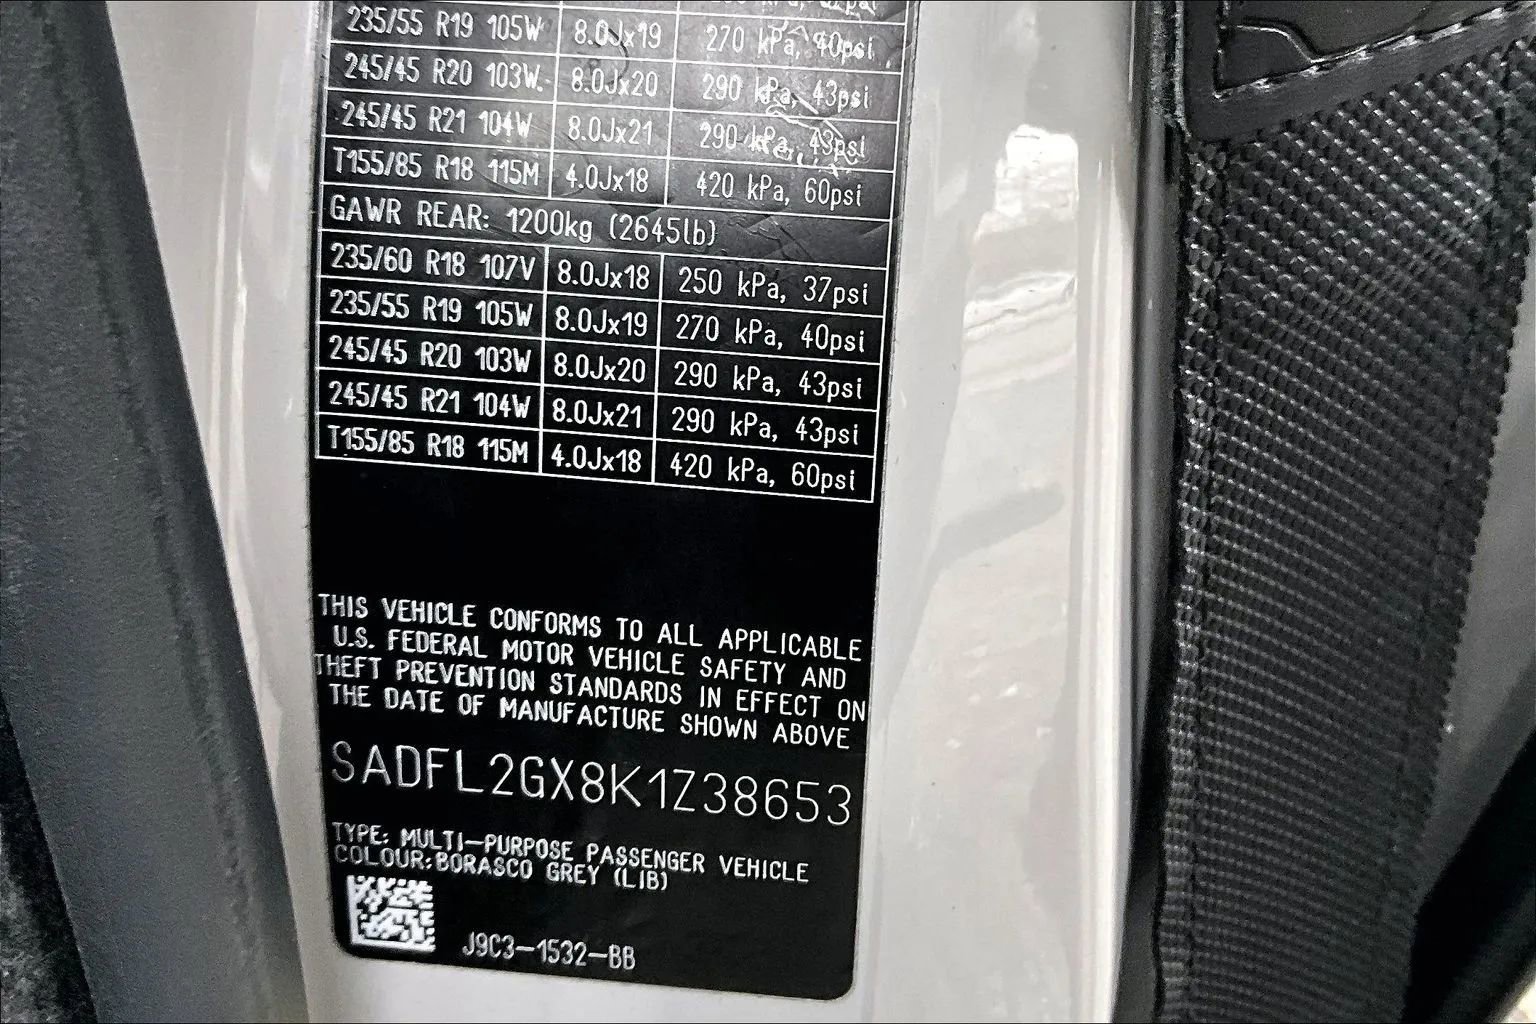 235/55 R19 105W 8.0Jx19 270 kPa, 40psi
245/45 R20 103W 8.0Jx20 290 kPa, 43psi
245/45 R21 104W 8.0Jx21 290 kPa, 43psi
T155/85 R18 115M 4.0Jx18 420 kPa, 60psi
GAWR REAR: 1200kg (2645lb)
235/60 R18 107V 8.0Jx18 250 kPa, 37psi
235/55 R19 105W 8.0Jx19 270 kPa, 40psi
245/45 R20 103W 8.0Jx20 290 kPa, 43psi
245/45 R21 104W 8.0Jx21 290 kPa, 43psi
T155/85 R18 115M 4.0Jx18 420 kPa, 60psi
THIS VEHICLE CONFORMS TO ALL APPLICABLE
U.S. FEDERAL MOTOR VEHICLE SAFETY AND
THEFT PREVENTION STANDARDS IN EFFECT ON
THE DATE OF MANUFACTURE SHOWN ABOVE
SADFL2GX8K1Z38653
TYPE: MULTI-PURPOSE PASSENGER VEHICLE
COLOUR:BORASCO GREY (LIB)
J9C3-1532-BB